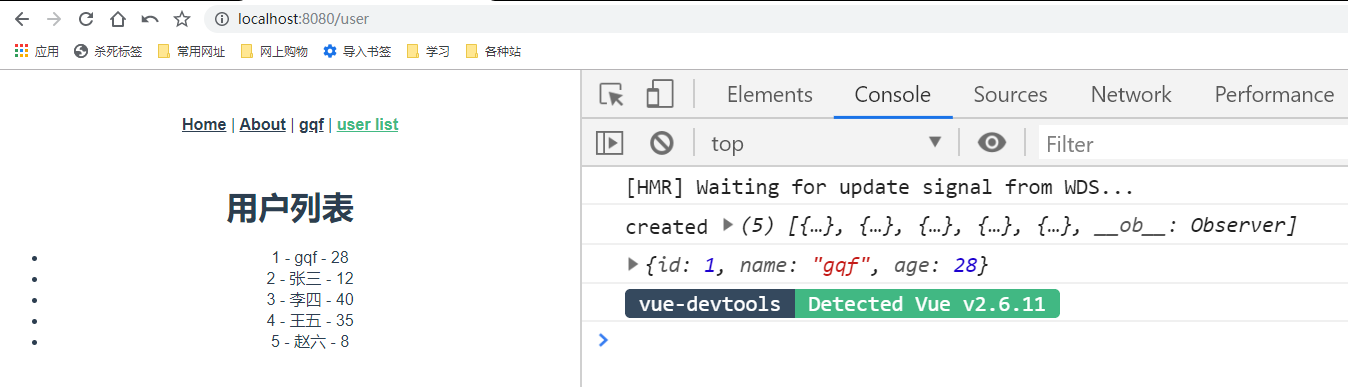 localhost:8080/user
应用 杀死标签 常用网址 网上购物 导入书签 学习 各种站
Home | About | gqf | user list
用户列表
1 - gqf - 28
2 - 张三 - 12
3 - 李四 - 40
4 - 王五 - 35
5 - 赵六 - 8
Elements Console Sources Network Performance
top Filter
[HMR] Waiting for update signal from WDS...
created (5) [{…}, {…}, {…}, {…}, {…}, __ob__: Observer]
{id: 1, name: "gqf", age: 28}
vue-devtools Detected Vue v2.6.11